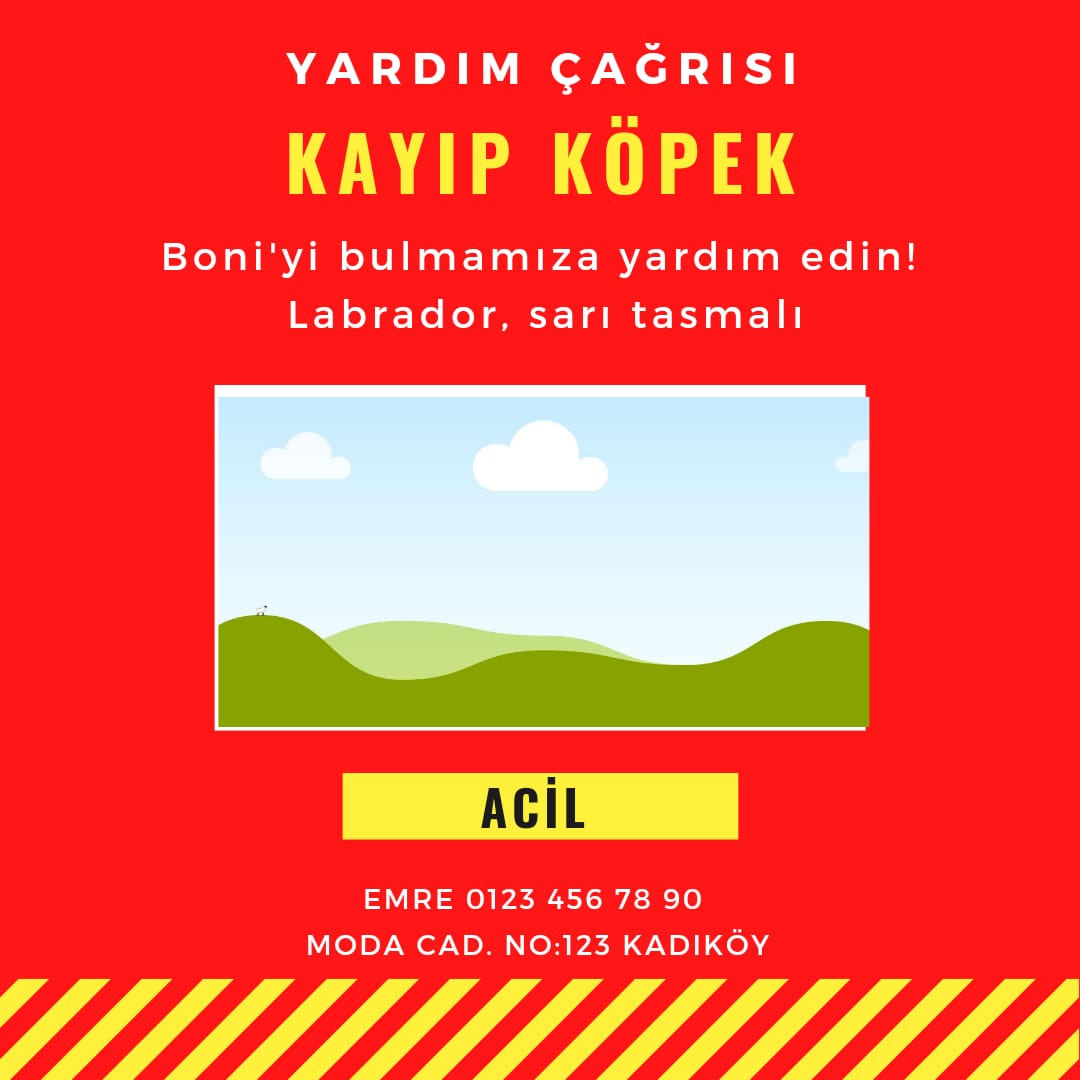 YARDIM ÇAĞRISI
KAYIP KÖPEK
Boni'yi bulmamıza yardım edin!
Labrador, sarı tasmalı
ACİL
EMRE 0123 456 78 90
MODA CAD. NO:123 KADIKÖY